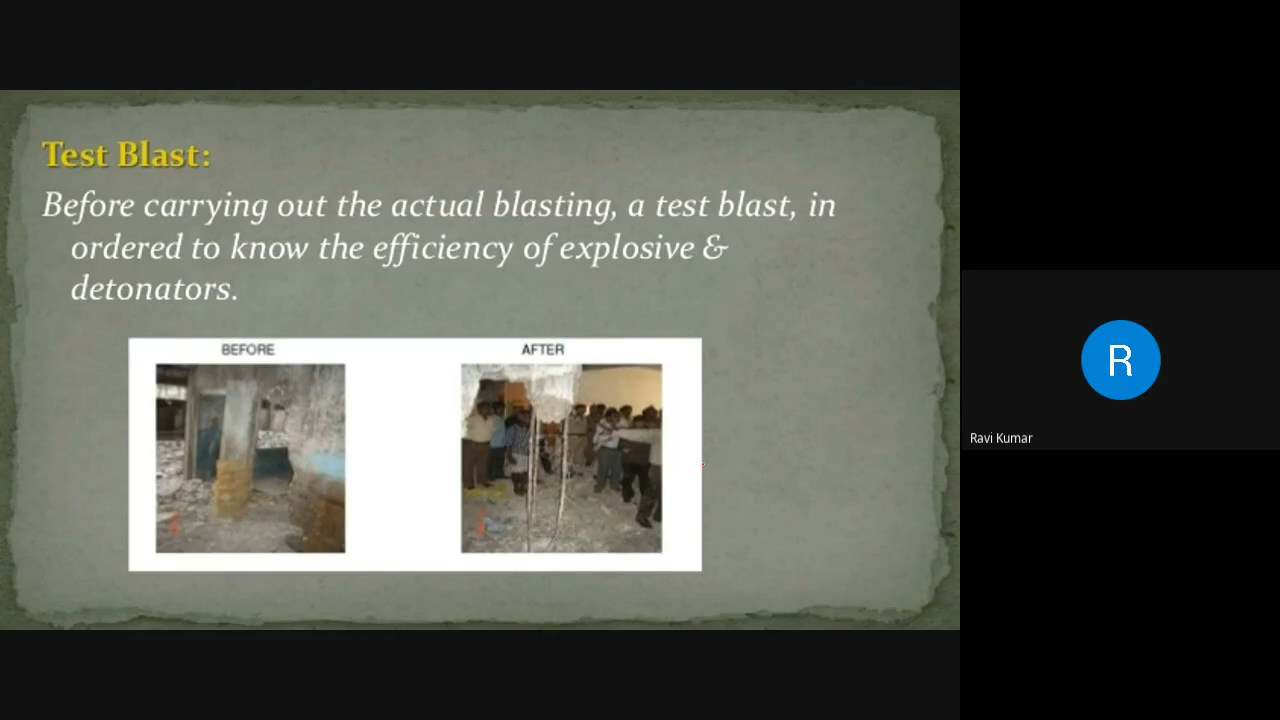 Test Blast:
Before carrying out the actual blasting, a test blast, in
ordered to know the efficiency of explosive &
detonators.
BEFORE
AFTER
R
Ravi Kumar